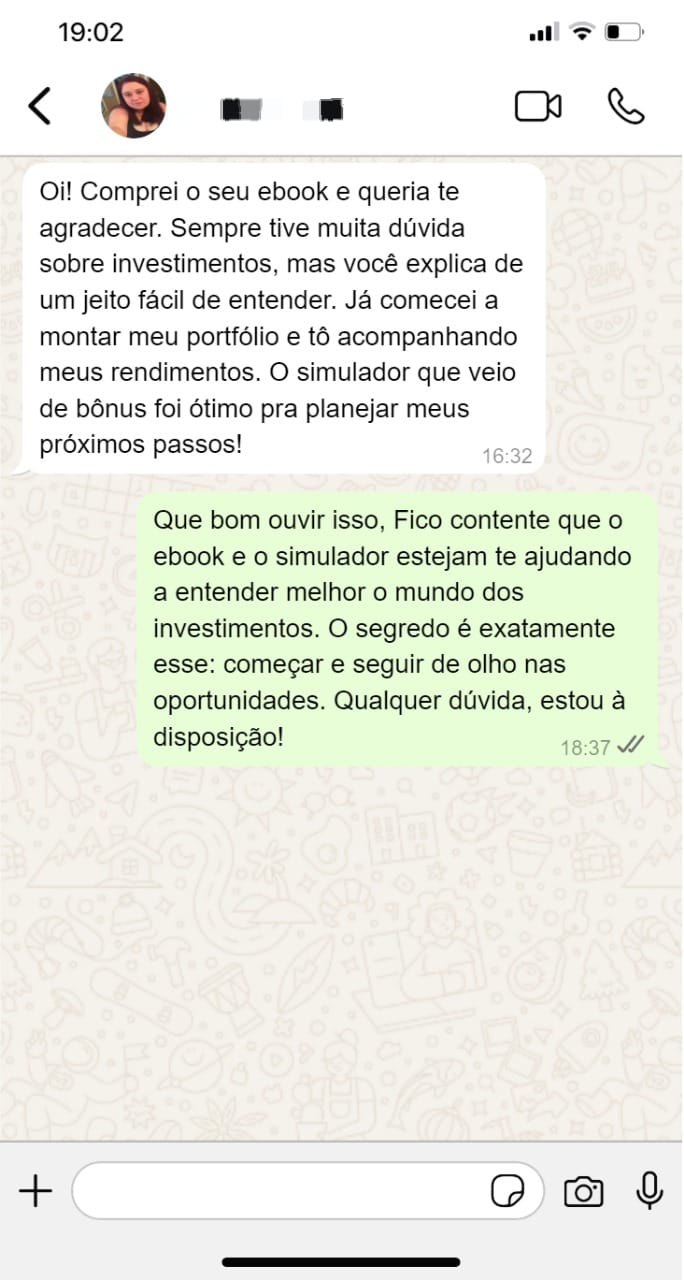 19:02
Oi! Comprei o seu ebook e queria te
agradecer. Sempre tive muita dúvida
sobre investimentos, mas você explica de
um jeito fácil de entender. Já comecei a
montar meu portfólio e tô acompanhando
meus rendimentos. O simulador que veio
de bônus foi ótimo pra planejar meus
próximos passos!
16:32
Que bom ouvir isso, Fico contente que o
ebook e o simulador estejam te ajudando
a entender melhor o mundo dos
investimentos. O segredo é exatamente
esse: começar e seguir de olho nas
oportunidades. Qualquer dúvida, estou à
disposição!
18:37